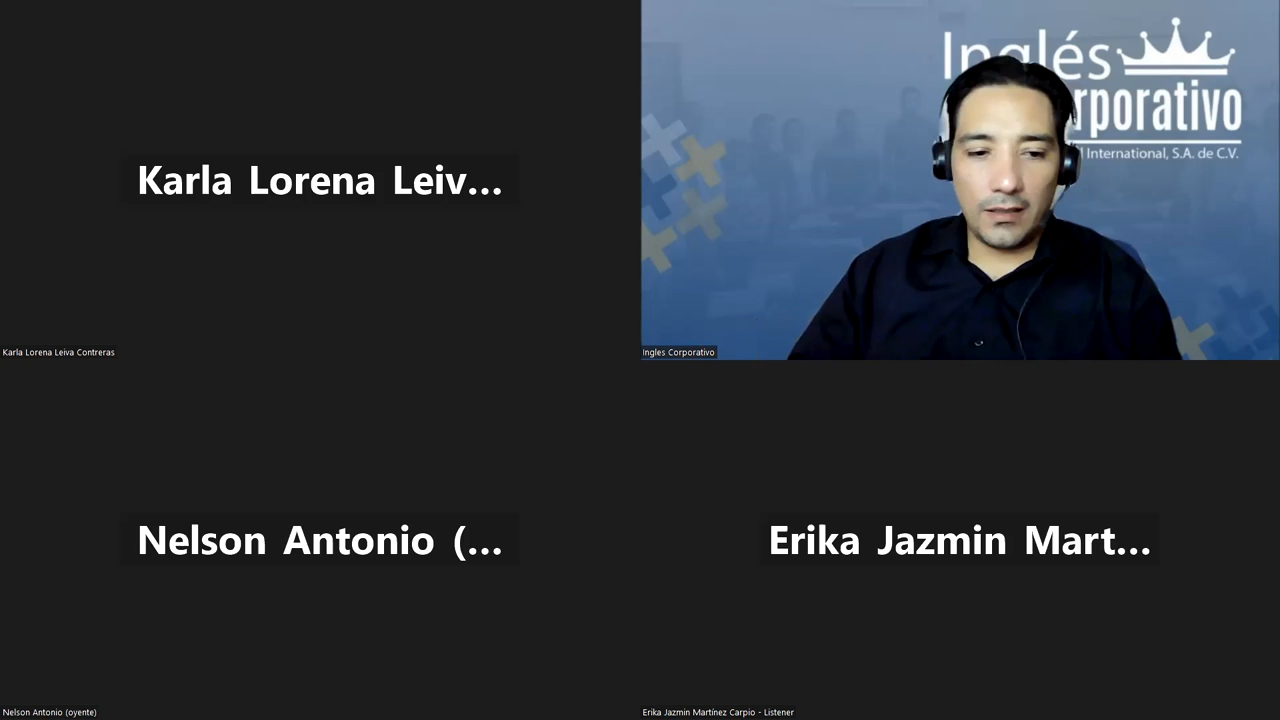 Karla Lorena Leiv...
Karla Lorena Leiva Contreras
Inglés
rporativo
l International, S.A. de C.V.
Ingles Corporativo
Nelson Antonio (...
Nelson Antonio (oyente)
Erika Jazmin Mart...
Erika Jazmin Martínez Carpio - Listener